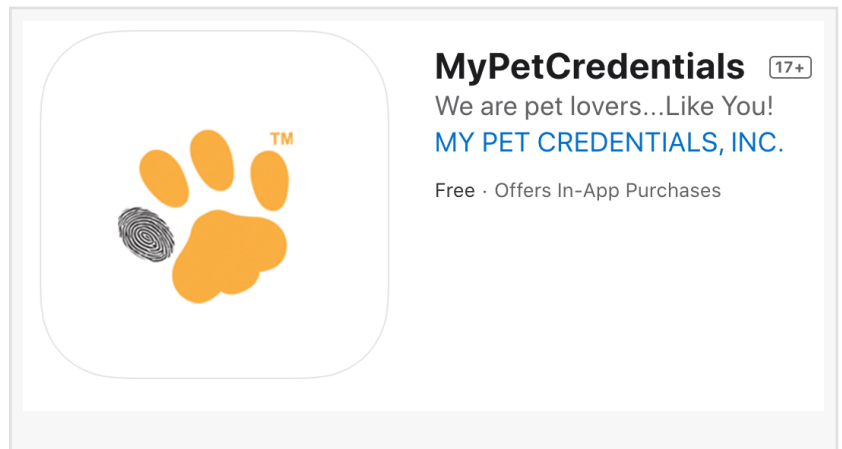 TM
MyPetCredentials 17+
We are pet lovers...Like You!
MY PET CREDENTIALS, INC.
Free · Offers In-App Purchases